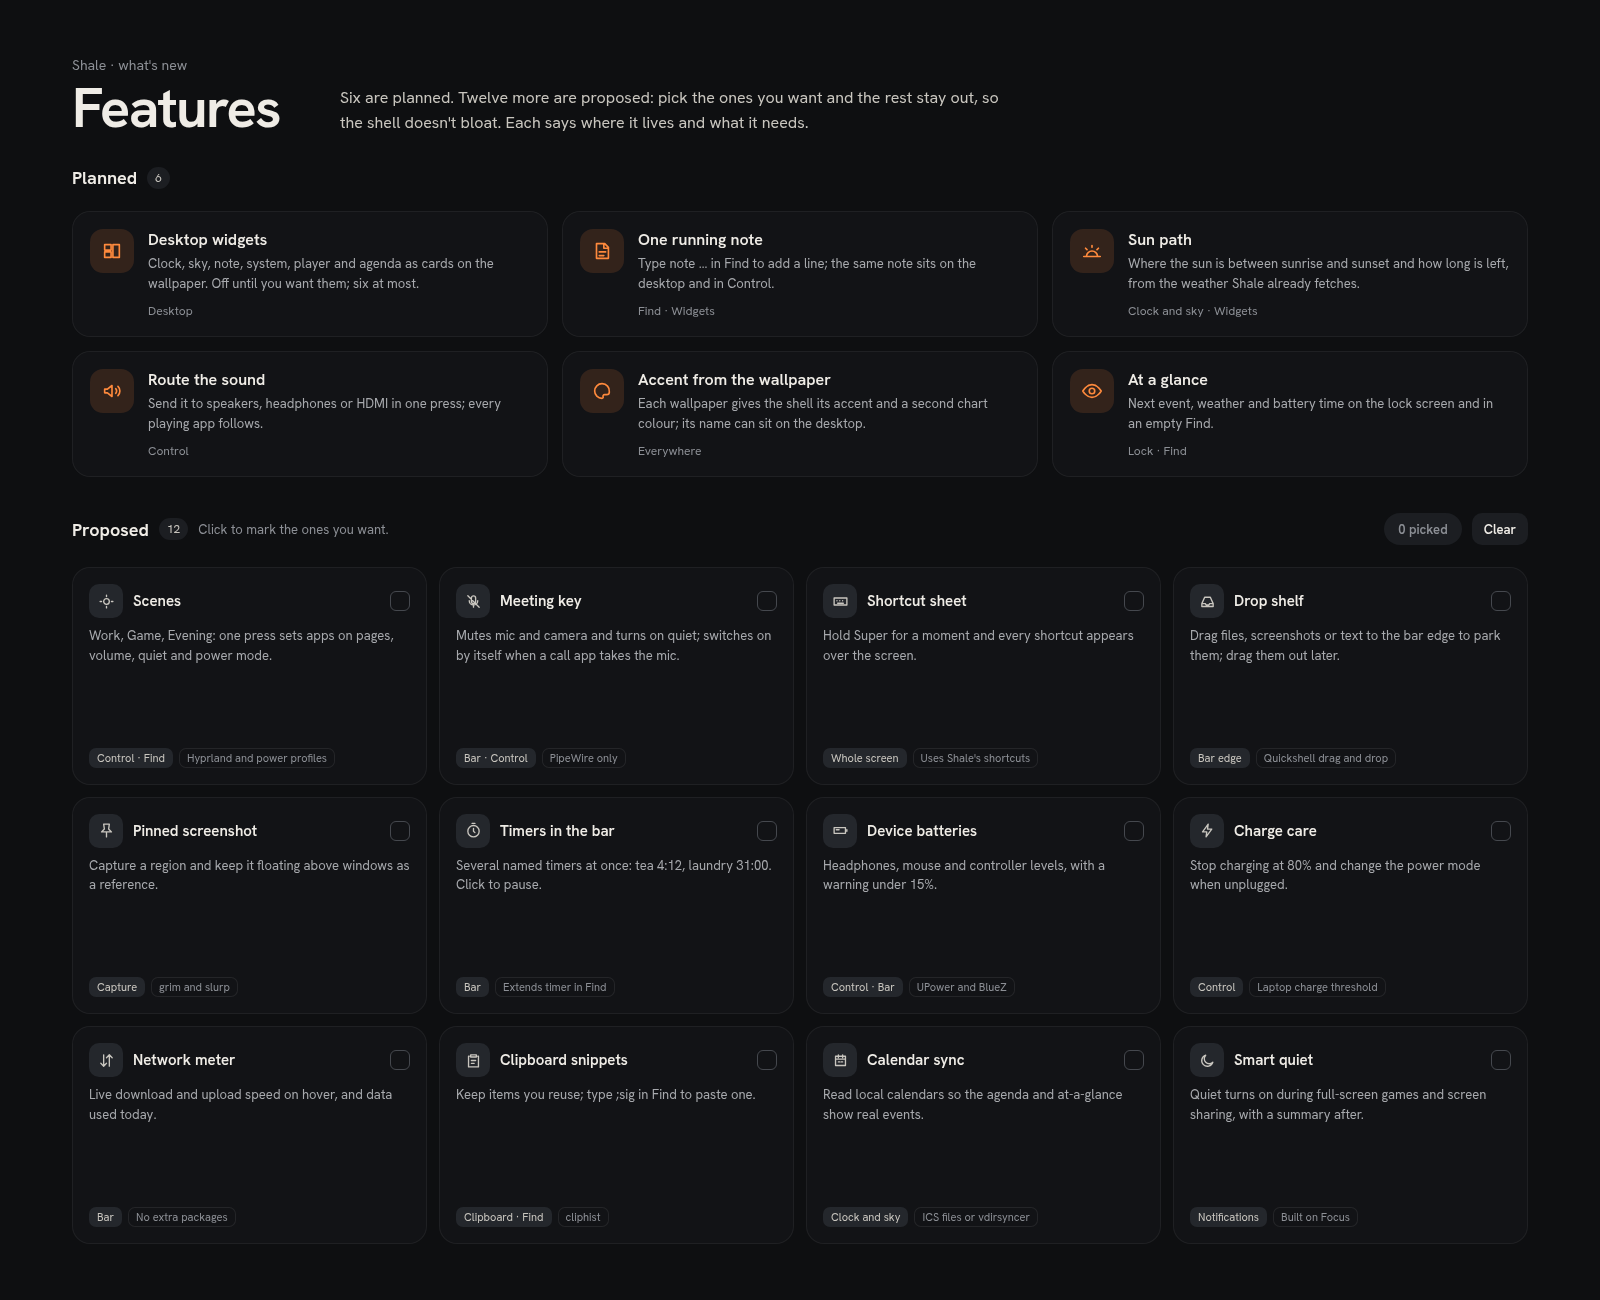 Shale · what's new
Features
Six are planned. Twelve more are proposed: pick the ones you want and the rest stay out, so
the shell doesn't bloat. Each says where it lives and what it needs.
Planned 6
Desktop widgets
Clock, sky, note, system, player and agenda as cards on the
wallpaper. Off until you want them; six at most.
Desktop
One running note
Type note ... in Find to add a line; the same note sits on the
desktop and in Control.
Find · Widgets
Sun path
Where the sun is between sunrise and sunset and how long is left,
from the weather Shale already fetches.
Clock and sky · Widgets
Route the sound
Send it to speakers, headphones or HDMI in one press; every
playing app follows.
Control
Accent from the wallpaper
Each wallpaper gives the shell its accent and a second chart
colour; its name can sit on the desktop.
Everywhere
At a glance
Next event, weather and battery time on the lock screen and in
an empty Find.
Lock · Find
Proposed 12 Click to mark the ones you want.
0 picked Clear
Scenes
Work, Game, Evening: one press sets apps on pages,
volume, quiet and power mode.
Control · Find Hyprland and power profiles
Meeting key
Mutes mic and camera and turns on quiet; switches on
by itself when a call app takes the mic.
Bar · Control PipeWire only
Shortcut sheet
Hold Super for a moment and every shortcut appears
over the screen.
Whole screen Uses Shale's shortcuts
Drop shelf
Drag files, screenshots or text to the bar edge to park
them; drag them out later.
Bar edge Quickshell drag and drop
Pinned screenshot
Capture a region and keep it floating above windows as
a reference.
Capture grim and slurp
Timers in the bar
Several named timers at once: tea 4:12, laundry 31:00.
Click to pause.
Bar Extends timer in Find
Device batteries
Headphones, mouse and controller levels, with a
warning under 15%.
Control · Bar UPower and BlueZ
Charge care
Stop charging at 80% and change the power mode
when unplugged.
Control Laptop charge threshold
Network meter
Live download and upload speed on hover, and data
used today.
Bar No extra packages
Clipboard snippets
Keep items you reuse; type ;sig in Find to paste one.
Clipboard · Find cliphist
Calendar sync
Read local calendars so the agenda and at-a-glance
show real events.
Clock and sky ICS files or vdirsyncer
Smart quiet
Quiet turns on during full-screen games and screen
sharing, with a summary after.
Notifications Built on Focus